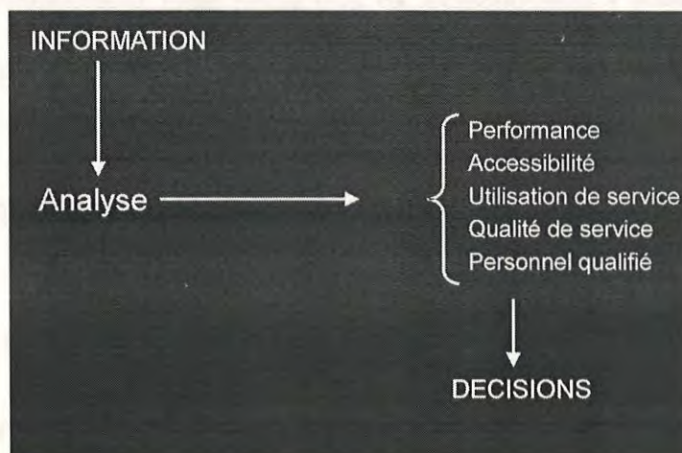 INFORMATION
Analyse
Performance
Accessibilité
Utilisation de service
Qualité de service
Personnel qualifié
DECISIONS